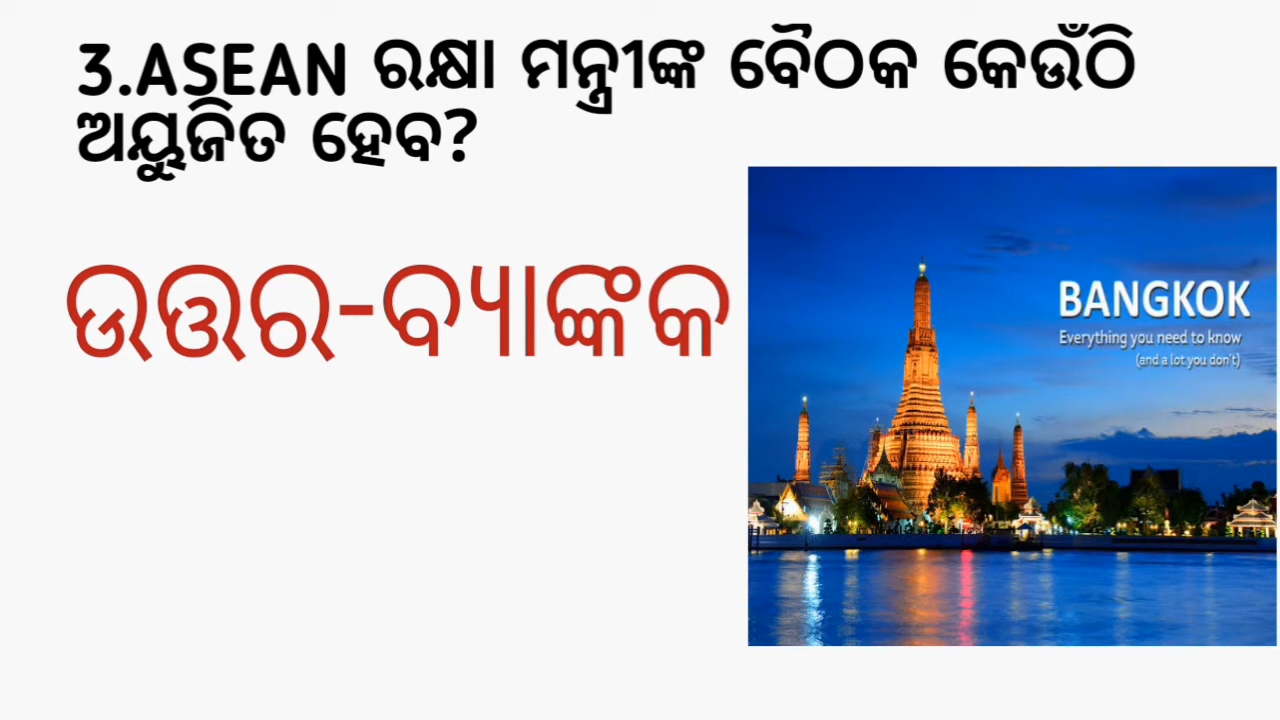 3.ASEAN ରକ୍ଷା ମନ୍ତ୍ରୀଙ୍କ ବୈଠକ କେଉଁଠି
ଅୟୁଜିତ ହେବ?
ଉତ୍ତର-ବ୍ୟାଙ୍କକ
BANGKOK
Everything you need to know
(and a lot you don't)